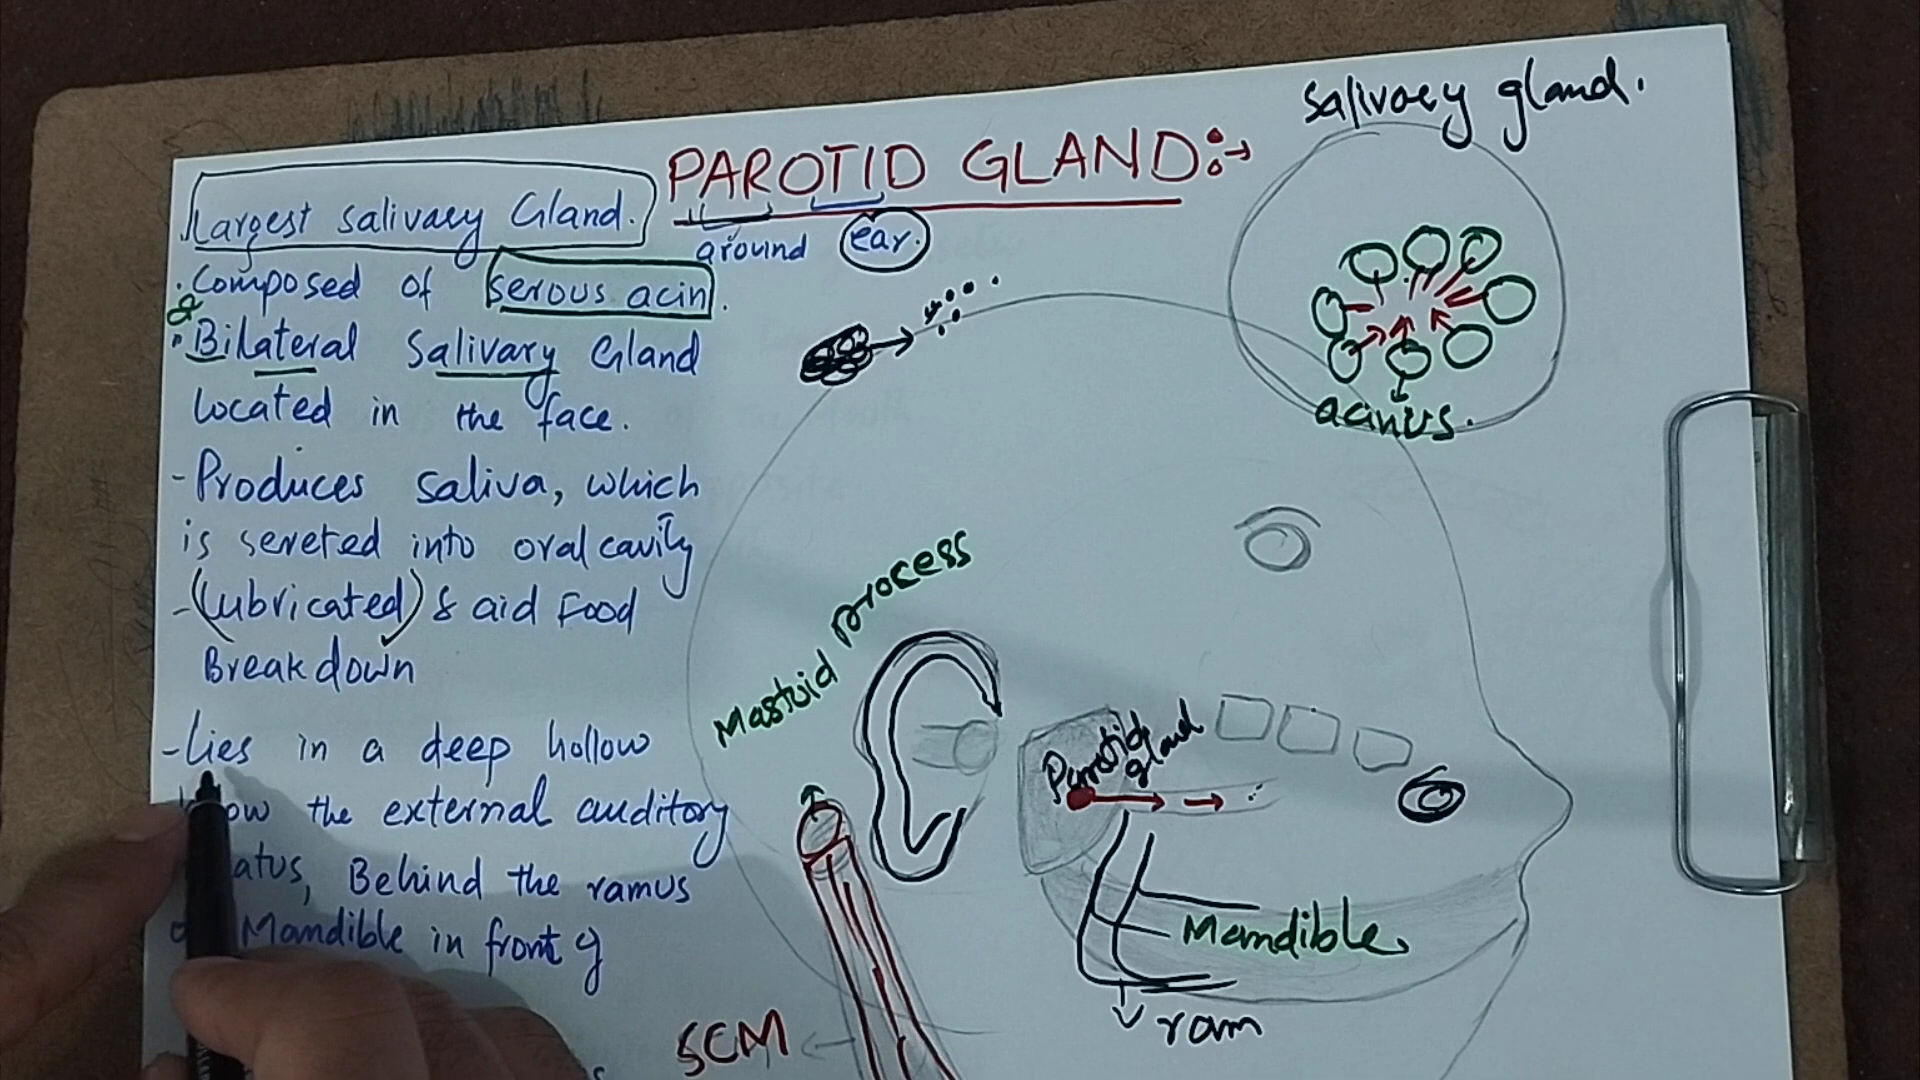 salivary gland.
PAROTID GLAND:→
around ear.
Largest salivary Gland.
Composed of serous acini.
Bilateral Salivary Gland
located in the face.
- Produces saliva, which
is sereted into oral cavity
- (Lubricated) & aid Food
Breakdown
- lies in a deep hollow
the external auditory
Behind the ramus
Mandible in front of
acinus.
Mastoid process
Parotid
gland
Mandible
ram
SCM